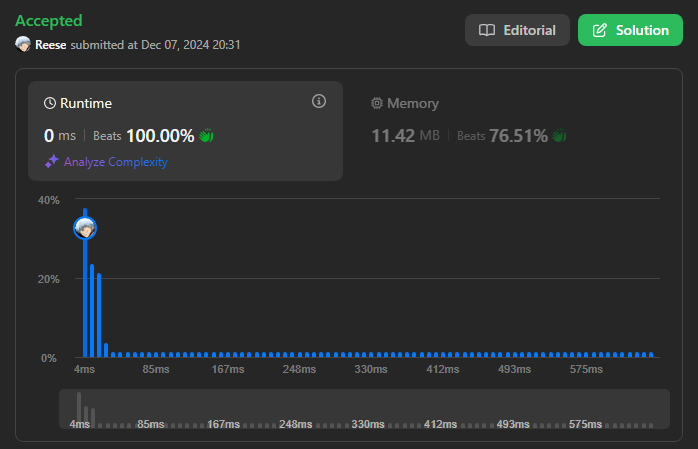 Accepted
Reese submitted at Dec 07, 2024 20:31
Editorial
Solution
Runtime
0 ms Beats 100.00%
Analyze Complexity
Memory
11.42 MB Beats 76.51%
40%
20%
0%
4ms 85ms 167ms 248ms 330ms 412ms 493ms 575ms
4ms 85ms 167ms 248ms 330ms 412ms 493ms 575ms